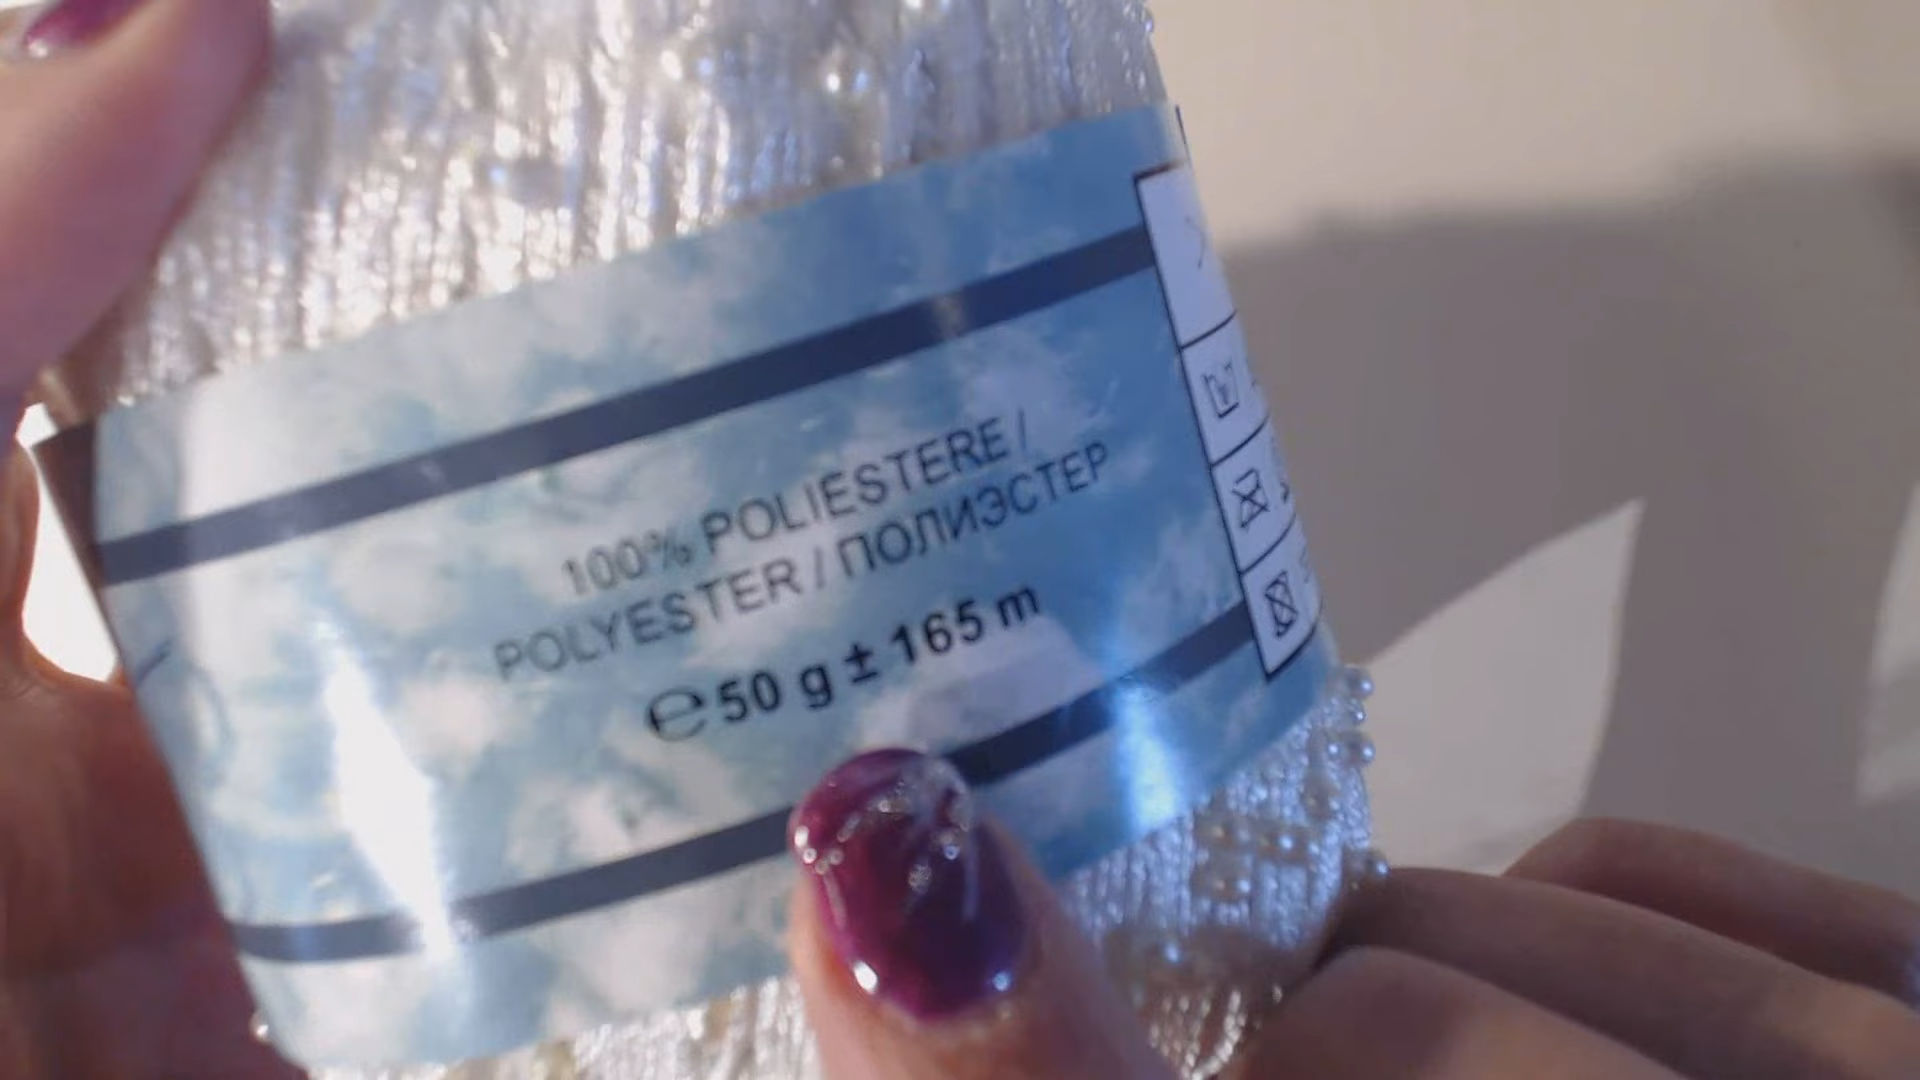 100% POLIESTERE /
POLYESTER / ПОЛИЭСТЕР
℮ 50 g ± 165 m